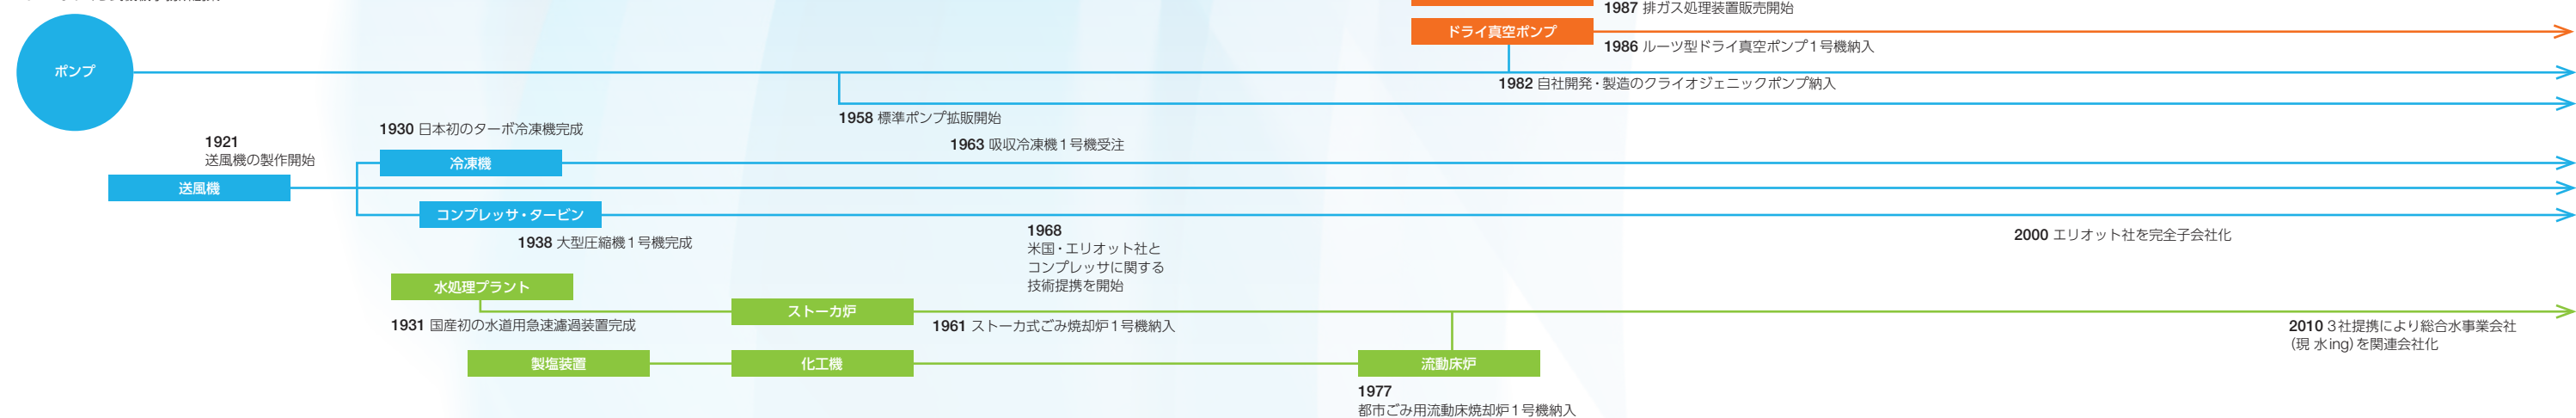 1987 排ガス処理装置販売開始
ドライ真空ポンプ
1986 ルーツ型ドライ真空ポンプ1号機納入
ポンプ
1982 自社開発・製造のクライオジェニックポンプ納入
1958 標準ポンプ拡販開始
1930 日本初のターボ冷凍機完成
1921
送風機の製作開始
1963 吸収冷凍機1号機受注
冷凍機
送風機
コンプレッサ・タービン
1938 大型圧縮機1号機完成
1968
米国・エリオット社と
コンプレッサに関する
技術提携を開始
2000 エリオット社を完全子会社化
水処理プラント
ストーカ炉
1931 国産初の水道用急速濾過装置完成
1961 ストーカ式ごみ焼却炉1号機納入
2010 3社提携により総合水事業会社
（現 水ing）を関連会社化
製塩装置
化工機
流動床炉
1977
都市ごみ用流動床焼却炉1号機納入